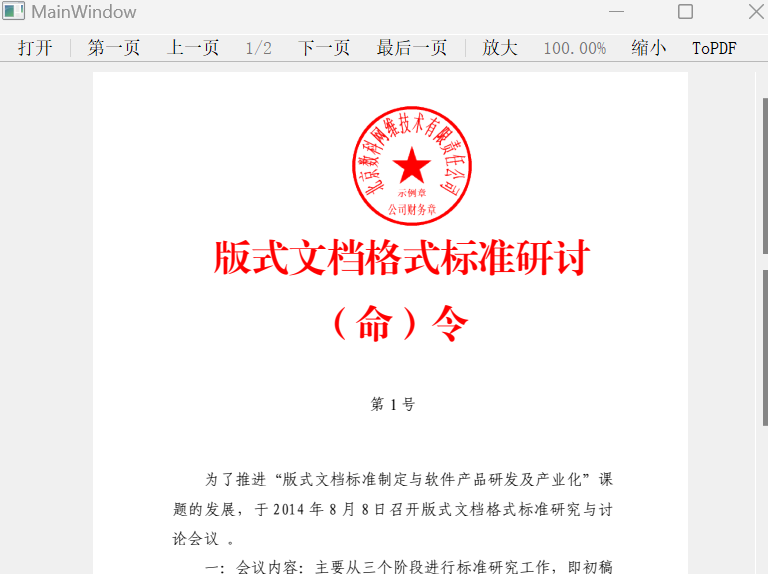 MainWindow
打开 第一页 上一页 1/2 下一页 最后一页 放大 100.00% 缩小 ToPDF
北京数科网维技术有限责任公司
示例章
公司财务章
版式文档格式标准研讨
（命）令
第 1 号
为了推进“版式文档标准制定与软件产品研发及产业化”课
题的发展，于 2014 年 8 月 8 日召开版式文档格式标准研究与讨
论会议 。
一：会议内容：主要从三个阶段进行标准研究工作，即初稿